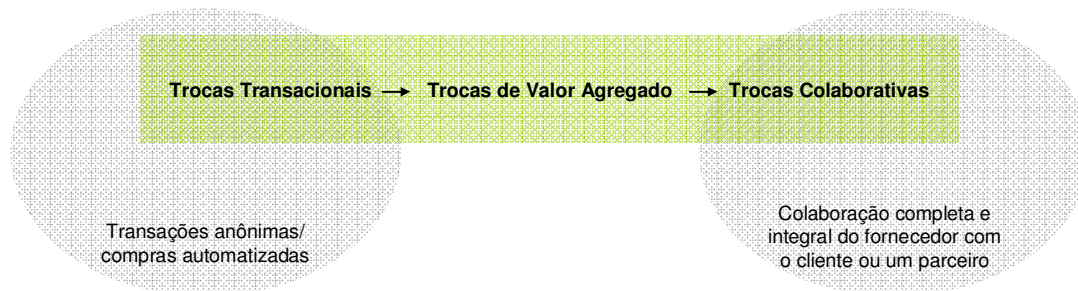 Trocas Transacionais → Trocas de Valor Agregado → Trocas Colaborativas
Transações anônimas/
compras automatizadas
Colaboração completa e
integral do fornecedor com
o cliente ou um parceiro